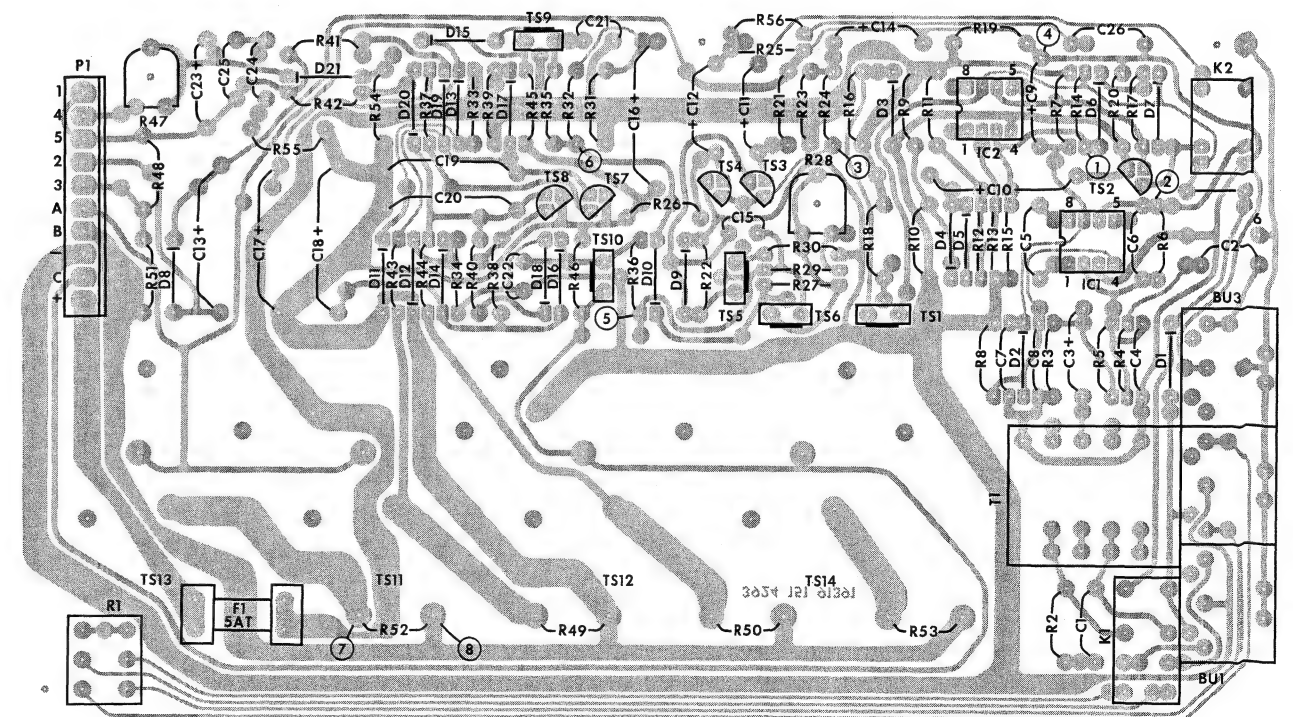 TS9
C21
R56
+C14
R19
4
C26
R41
D15
R25
P1
C23+
C25
C24
D21
8
5
K2
1
4
5
2
3
A
B
—
C
+
R47
R42
R54
D20
R37
D19
D13
R33
R39
D17
R45
R35
R32
R31
C16+
+C12
+C11
R21
R23
R24
R16
D3
R9
R11
+C9
R7
R14
D6
R20
R17
D7
R55
1
IC2
4
1
6
C19
R48
TS4
TS3
R28
3
TS2
2
TS8
TS7
+C10
C20
R26
8
5
6
C13+
C17+
C18+
C15
R18
R10
D4
D5
R12
R13
R15
C5
C6
R6
C2
TS10
R30
R51
D8
D11
R43
D12
R44
D14
R34
R40
R38
C22
D18
D16
R46
R36
D10
D9
R22
R29
R27
1
IC1
4
BU3
5
TS5
TS6
TS1
R8
C7
D2
C8
R3
C3+
R5
R4
C4
D1
T1
TS13
TS11
TS12
TS14
3924 151 91391
R1
F1
5AT
R52
R49
R50
R53
R2
C1
K1
7
8
BU1